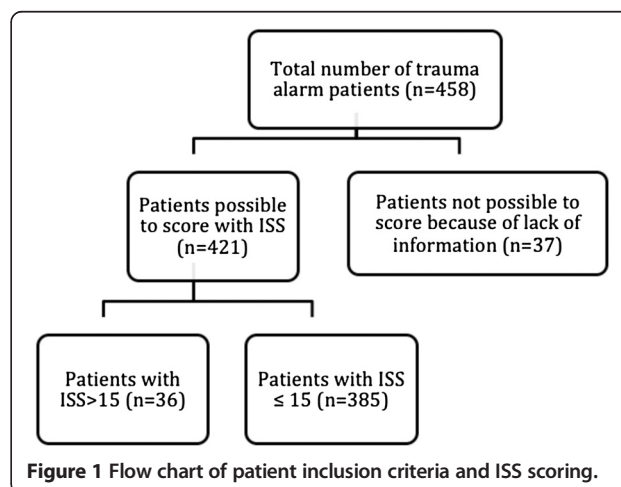 Total number of trauma
alarm patients (n=458)
Patients possible
to score with ISS
(n=421)
Patients not possible to
score because of lack of
information (n=37)
Patients with
ISS>15 (n=36)
Patients with ISS
≤ 15 (n=385)
Figure 1 Flow chart of patient inclusion criteria and ISS scoring.